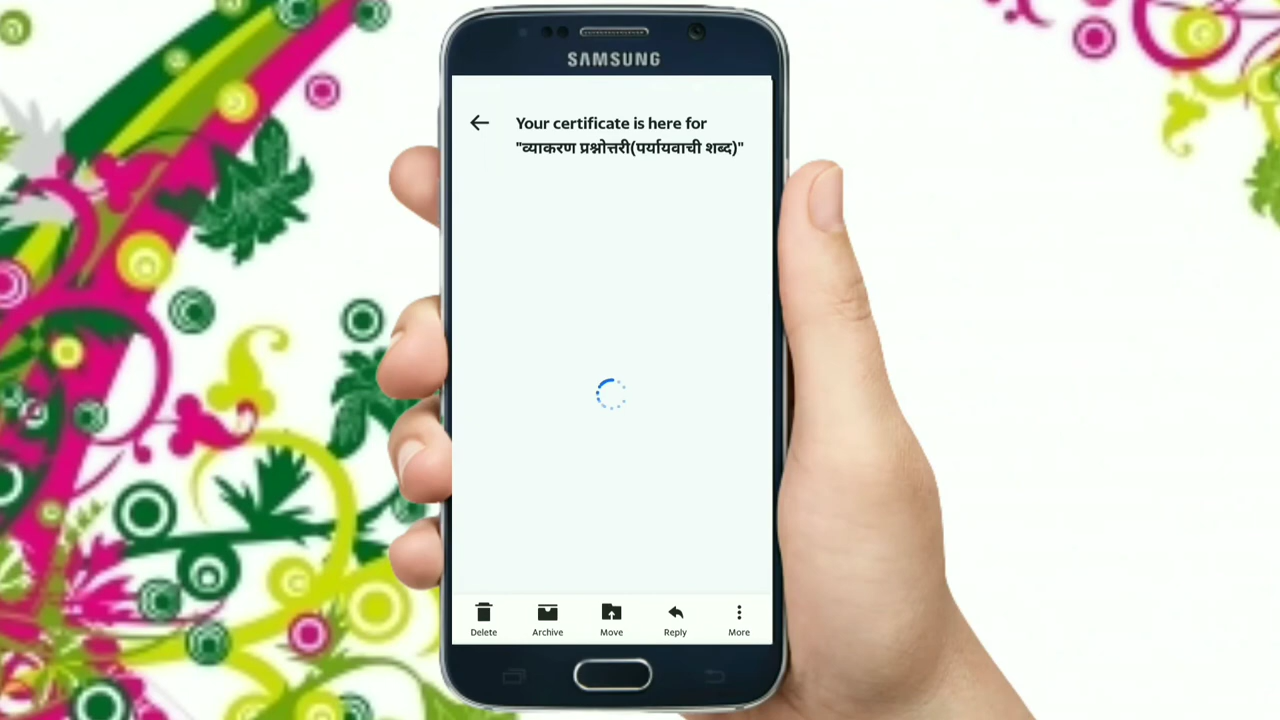 SAMSUNG
Your certificate is here for
"व्याकरण प्रश्नोत्तरी(पर्यायवाची शब्द)"
Delete Archive Move Reply More